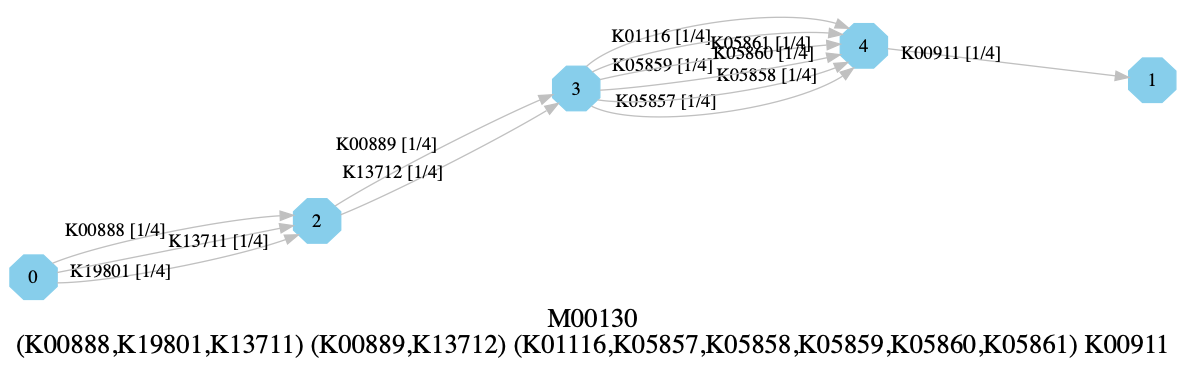 K01116 [1/4]
K05861 [1/4]
K05860 [1/4]
K05859 [1/4]
K05858 [1/4]
K05857 [1/4]
4
K00911 [1/4]
1
3
K00889 [1/4]
K13712 [1/4]
2
K00888 [1/4]
K13711 [1/4]
K19801 [1/4]
0
M00130
(K00888,K19801,K13711) (K00889,K13712) (K01116,K05857,K05858,K05859,K05860,K05861) K00911